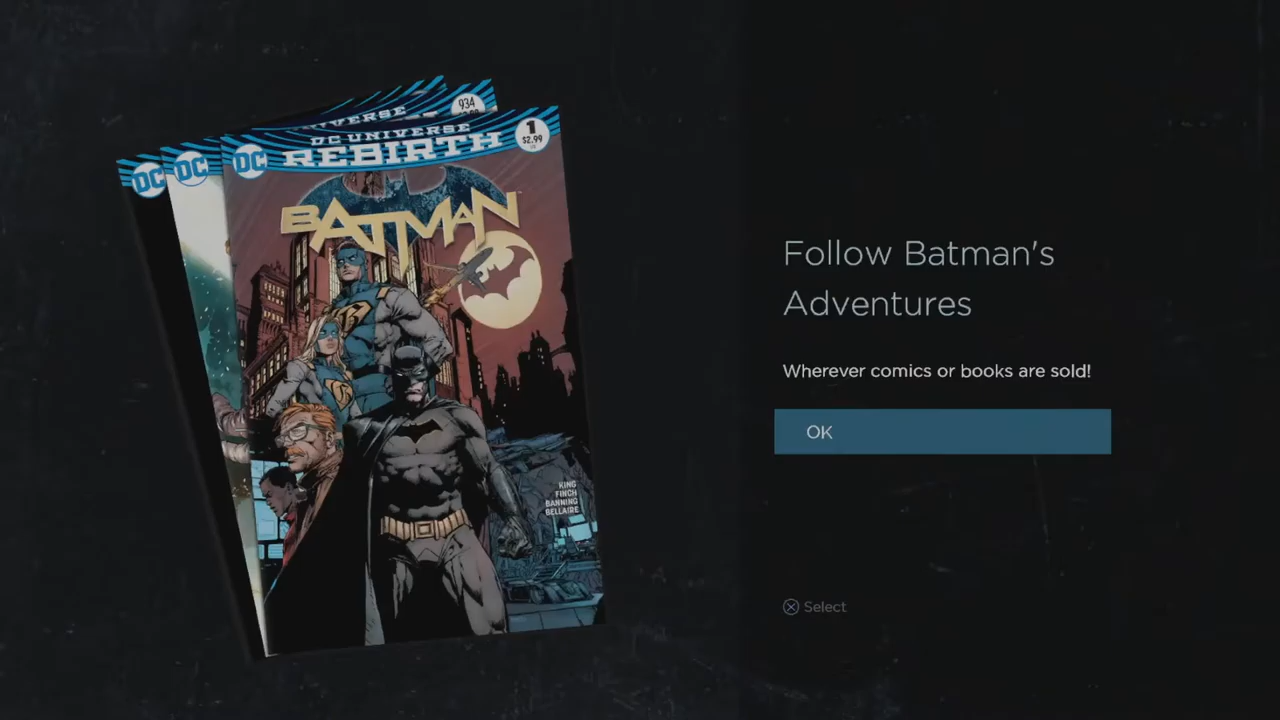 934
IVERSE
DC
DC
DC
DC UNIVERSE
REBIRTH
1
$2.99
BATMAN
KING
FINCH
BANNING
BELLAIRE
Follow Batman's
Adventures
Wherever comics or books are sold!
OK
Select